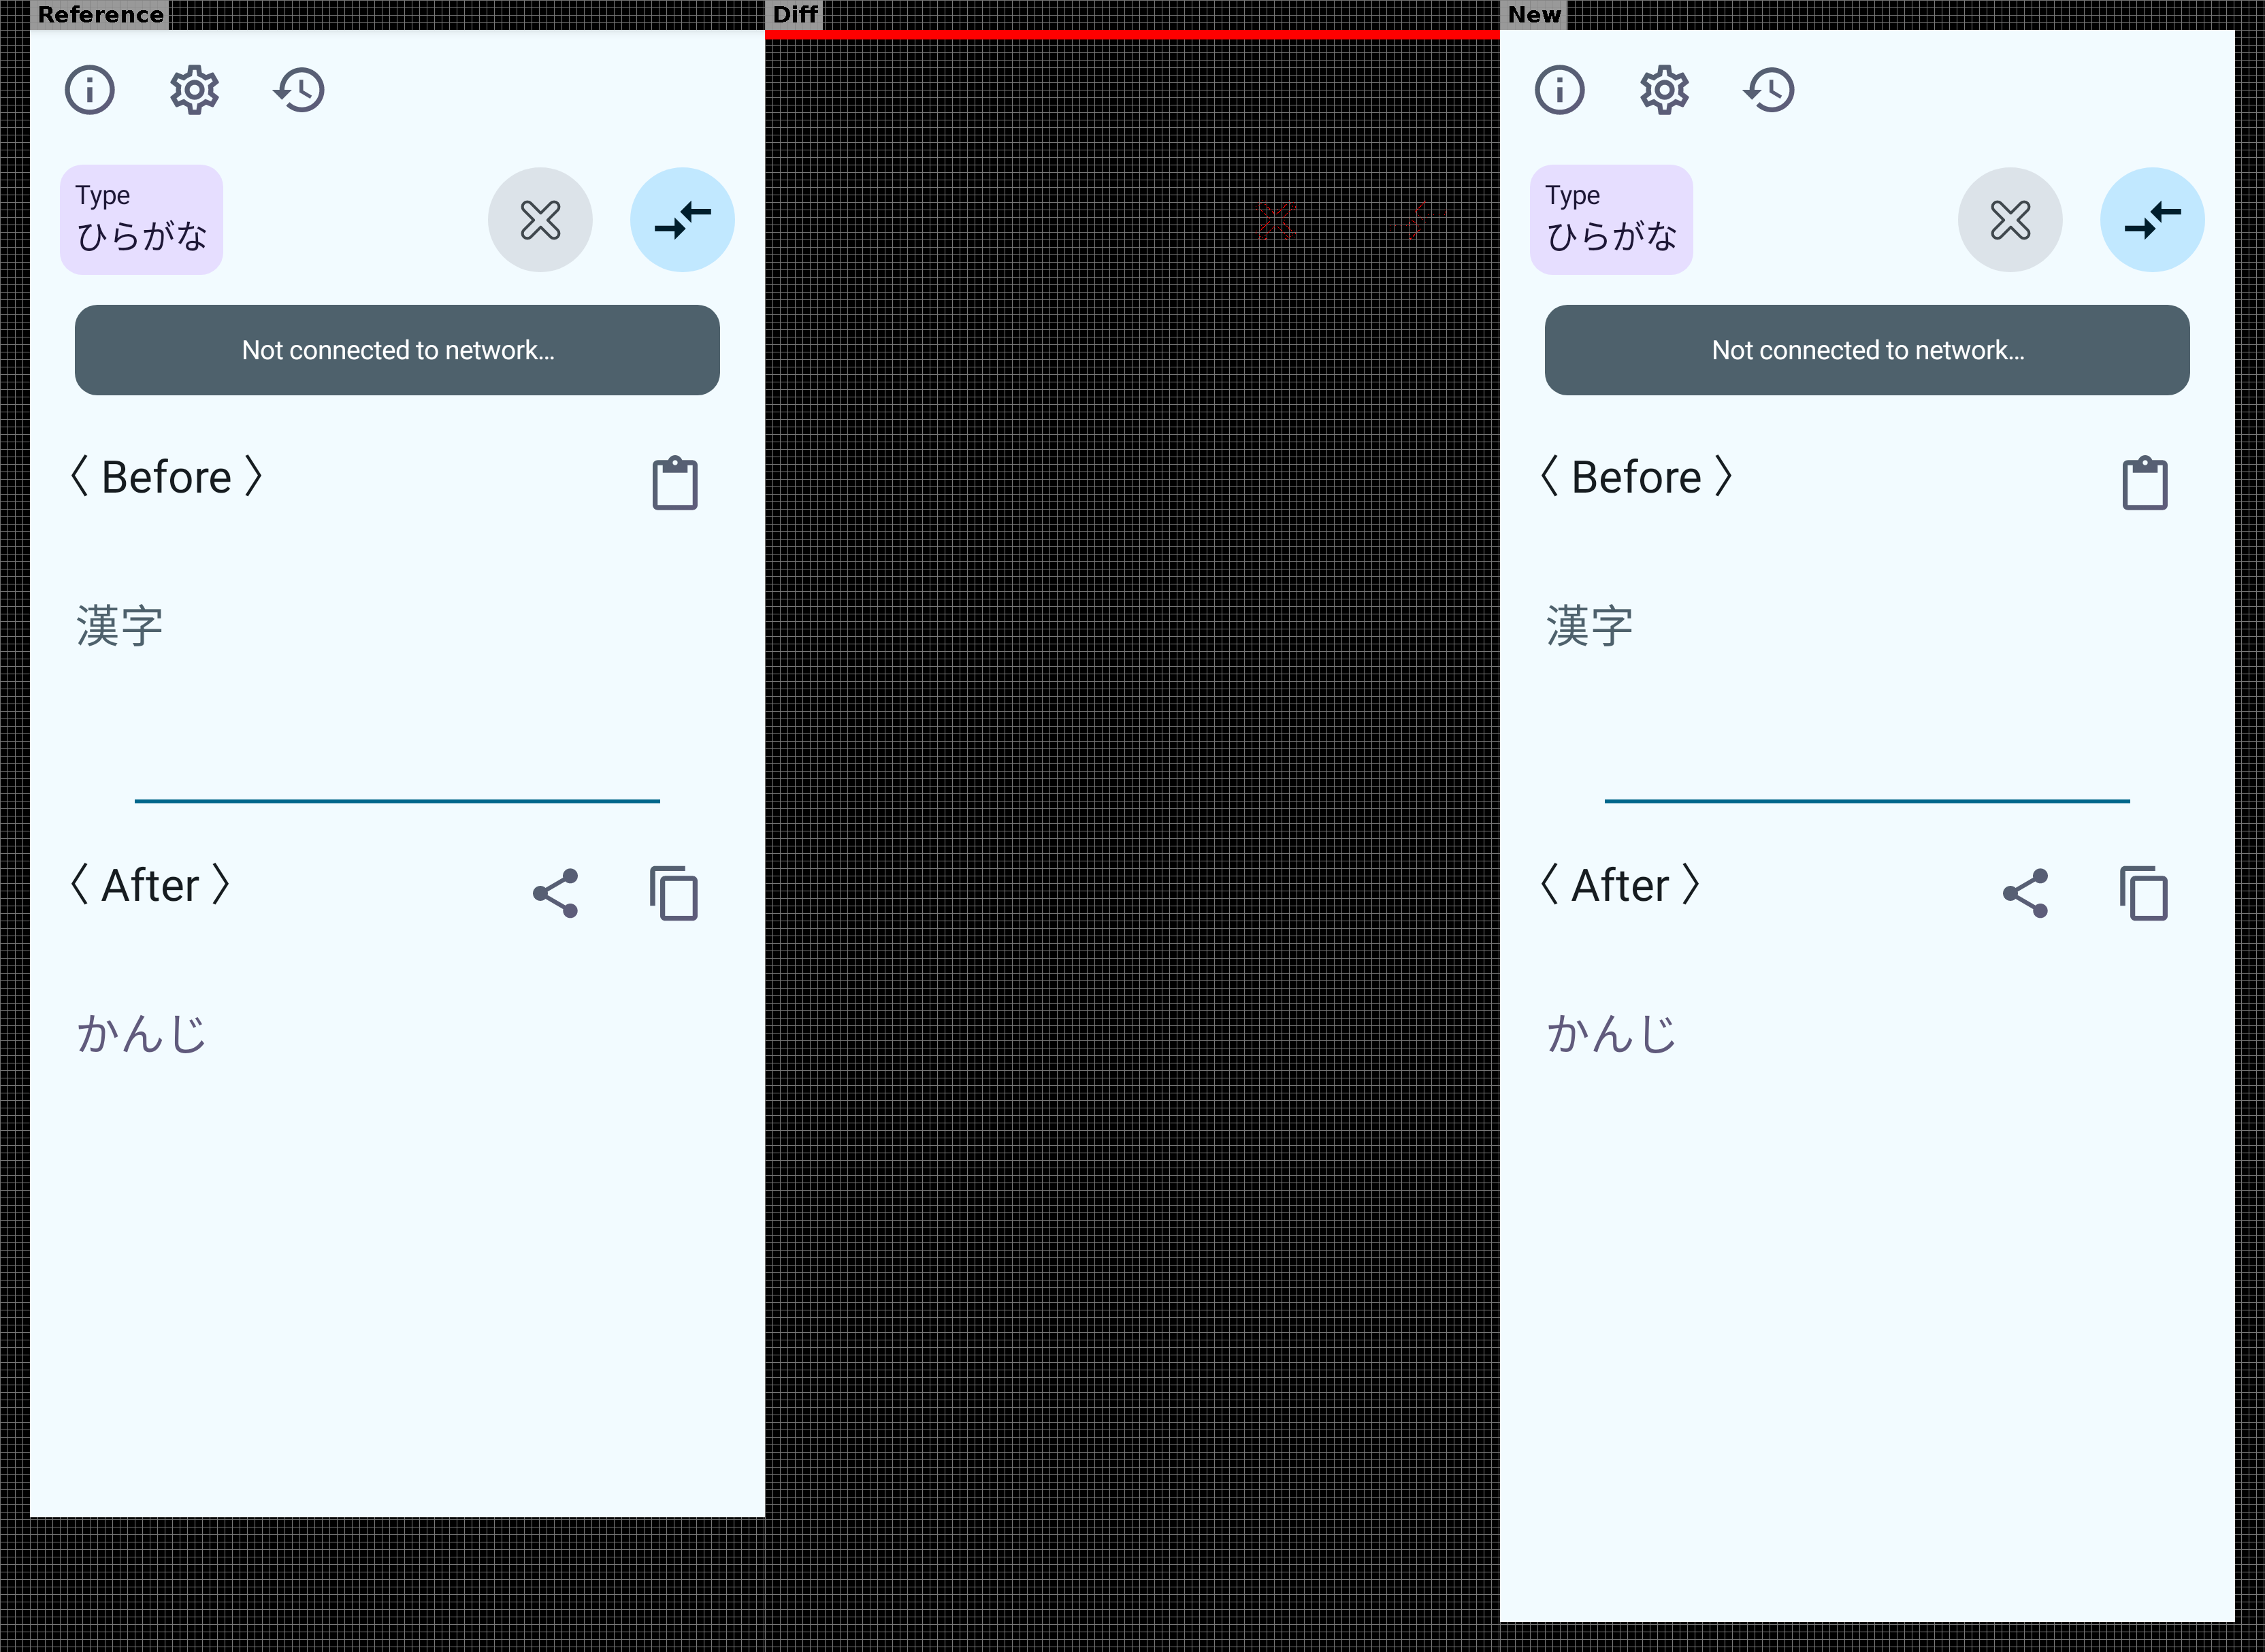 Reference
Diff
New
Type
ひらがな
Not connected to network...
〈 Before 〉
漢字
〈 After 〉
かんじ
Type
ひらがな
Not connected to network...
〈 Before 〉
漢字
〈 After 〉
かんじ